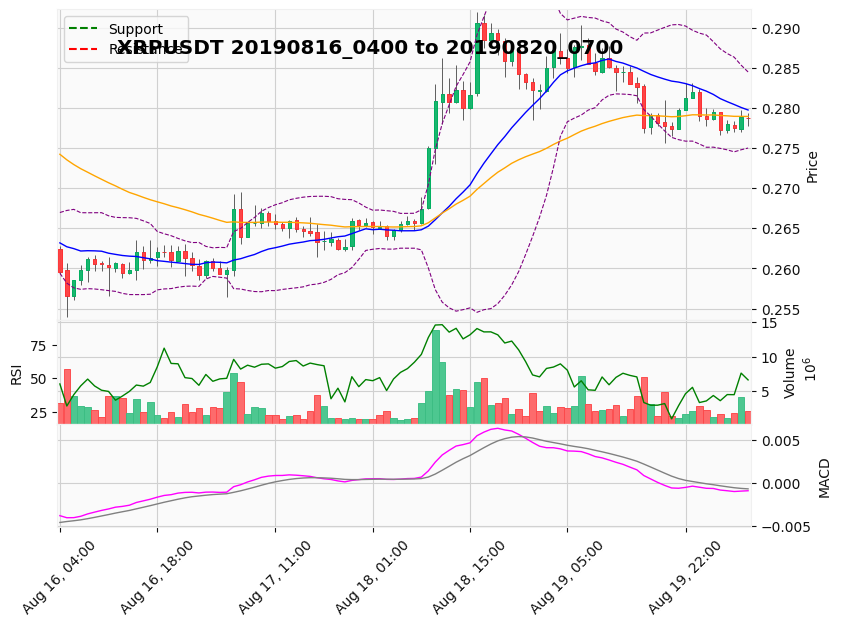 XRPUSDT 20190816_0400 to 20190820_0700
Support
Resistance
0.290
0.285
0.280
0.275
0.270
0.265
0.260
0.255
Price
75
50
25
RSI
15
10
5
Volume
10^6
0.005
0.000
−0.005
MACD
Aug 16, 04:00
Aug 16, 18:00
Aug 17, 11:00
Aug 18, 01:00
Aug 18, 15:00
Aug 19, 05:00
Aug 19, 22:00